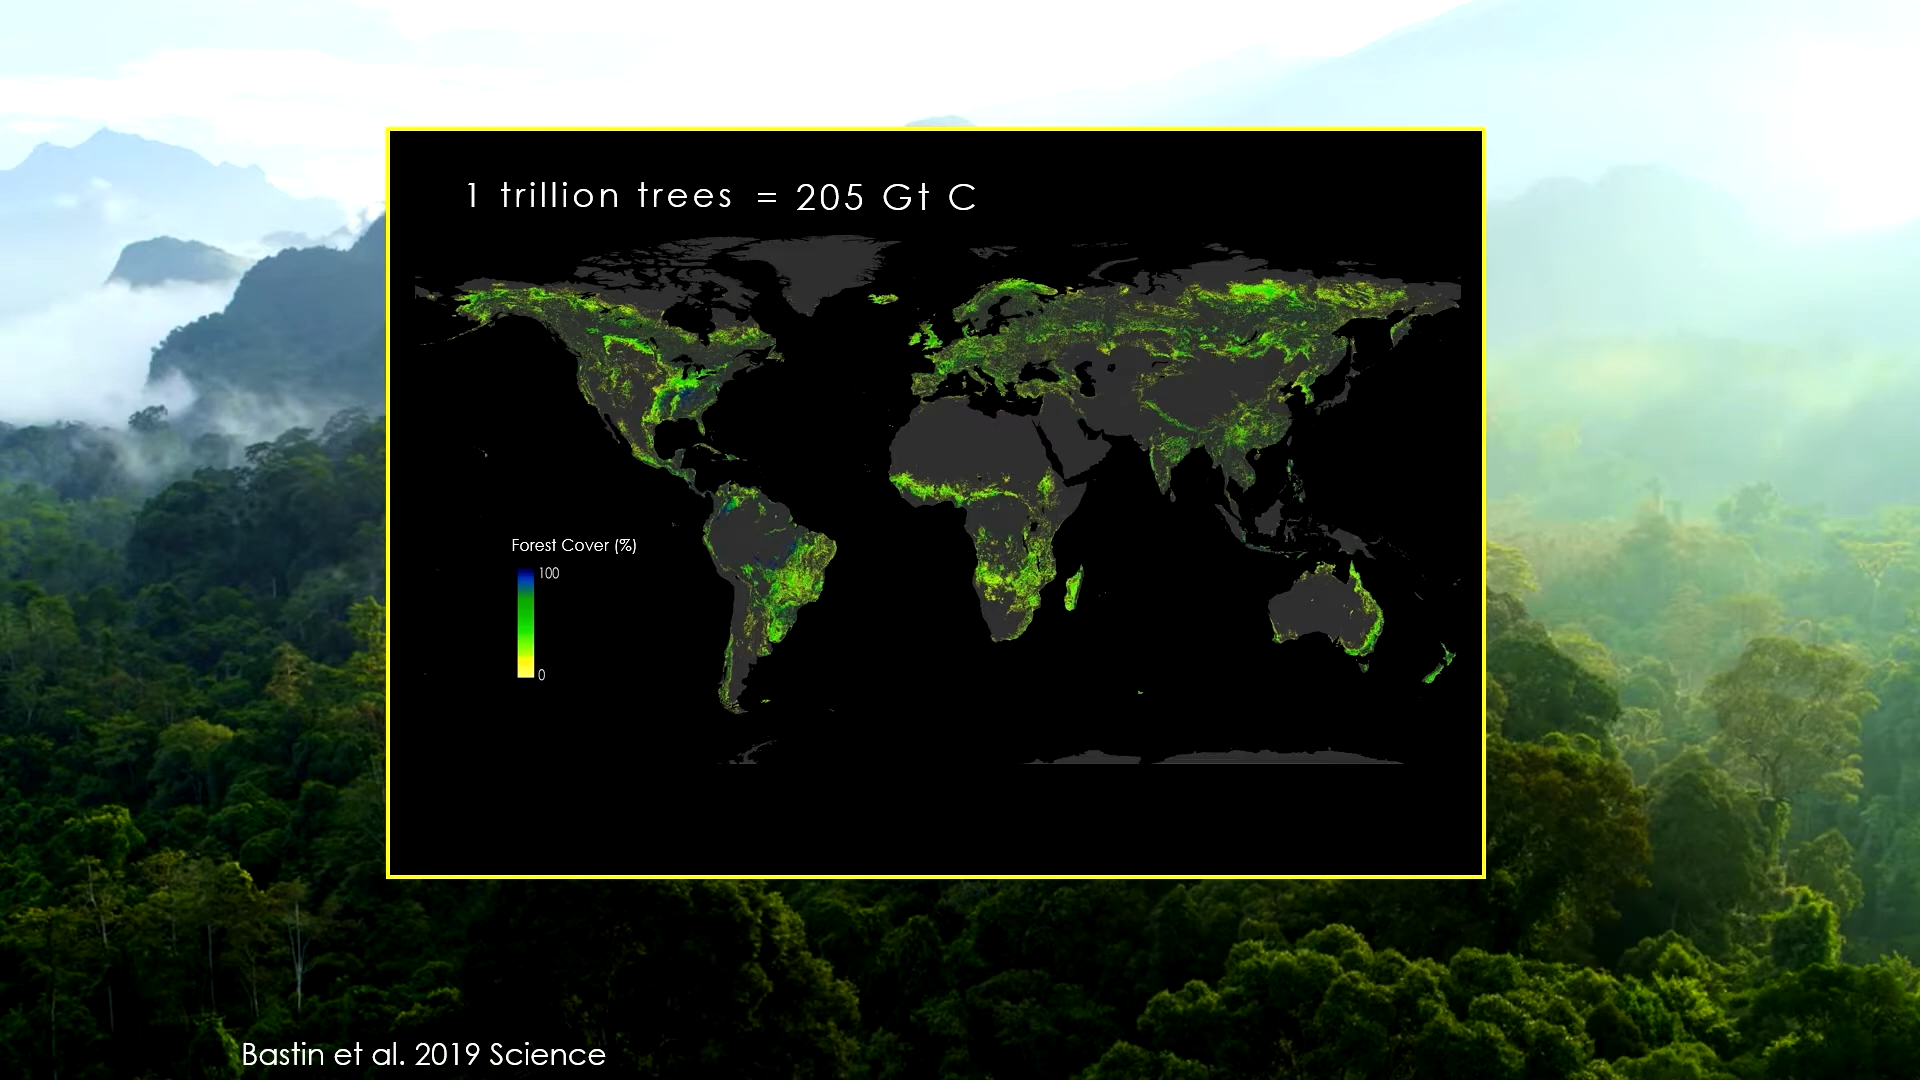 1 trillion trees = 205 Gt C
Forest Cover (%)
100
0
Bastin et al. 2019 Science